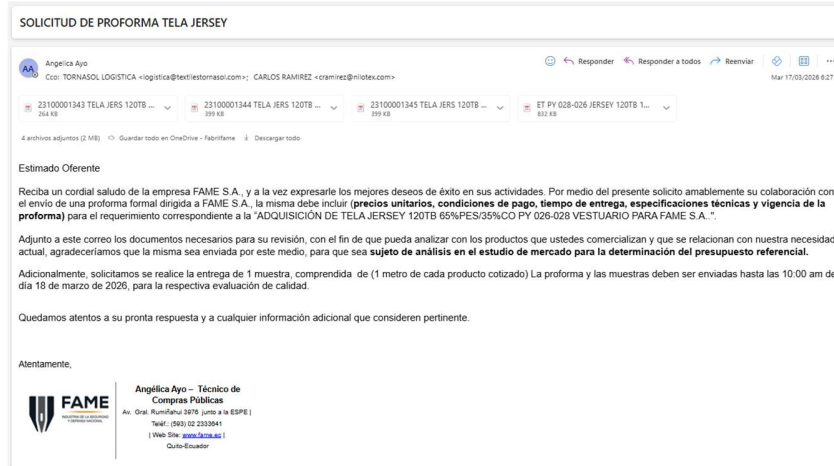 SOLICITUD DE PROFORMA TELA JERSEY
AA
Angelica Ayo
Cco: TORNASOL LOGISTICA <logistica@textilestornasol.com>; CARLOS RAMIREZ <cramirez@nilotex.com>
Responder
Responder a todos
Reenviar
Mar 17/03/2026 6:27
23100001343 TELA JERS 120TB ...
264 KB
23100001344 TELA JERS 120TB ...
399 KB
23100001345 TELA JERS 120TB ...
399 KB
ET PY 028-026 JERSEY 120TB 1...
832 KB
4 archivos adjuntos (2 MB) Guardar todo en OneDrive - Fabrilfame Descargar todo
Estimado Oferente
Reciba un cordial saludo de la empresa FAME S.A., y a la vez expresarle los mejores deseos de éxito en sus actividades. Por medio del presente solicito amablemente su colaboración con
el envío de una proforma formal dirigida a FAME S.A., la misma debe incluir (precios unitarios, condiciones de pago, tiempo de entrega, especificaciones técnicas y vigencia de la
proforma) para el requerimiento correspondiente a la "ADQUISICIÓN DE TELA JERSEY 120TB 65%PES/35%CO PY 026-028 VESTUARIO PARA FAME S.A..".
Adjunto a este correo los documentos necesarios para su revisión, con el fin de que pueda analizar con los productos que ustedes comercializan y que se relacionan con nuestra necesidad
actual, agradeceríamos que la misma sea enviada por este medio, para que sea sujeto de análisis en el estudio de mercado para la determinación del presupuesto referencial.
Adicionalmente, solicitamos se realice la entrega de 1 muestra, comprendida de (1 metro de cada producto cotizado) La proforma y las muestras deben ser enviadas hasta las 10:00 am de
día 18 de marzo de 2026, para la respectiva evaluación de calidad.
Quedamos atentos a su pronta respuesta y a cualquier información adicional que consideren pertinente.
Atentamente,
FAME
INDUSTRIA DE LA SEGURIDAD
Y DEFENSA NACIONAL
Angélica Ayo – Técnico de
Compras Públicas
Av. Gral. Rumiñahui 3976 junto a la ESPE |
Teléf.: (593) 02 2333641
| Web Site: www.fame.ec |
Quito-Ecuador